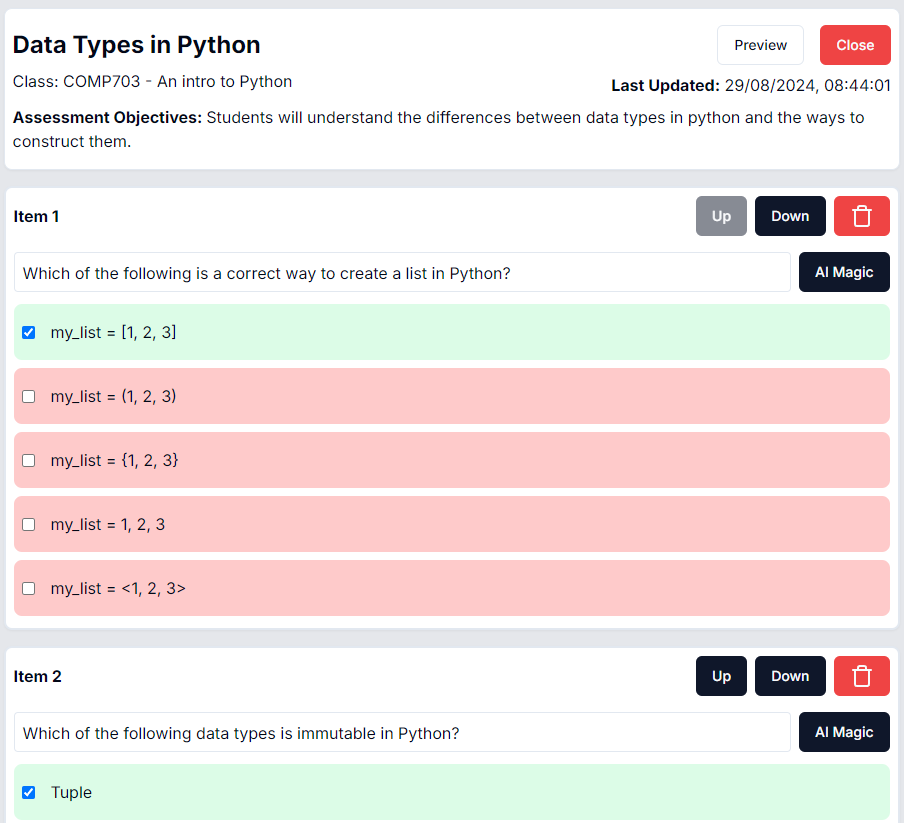 Data Types in Python
Preview
Close
Class: COMP703 - An intro to Python
Last Updated: 29/08/2024, 08:44:01
Assessment Objectives: Students will understand the differences between data types in python and the ways to
construct them.
Item 1
Up
Down
Which of the following is a correct way to create a list in Python?
AI Magic
my_list = [1, 2, 3]
my_list = (1, 2, 3)
my_list = {1, 2, 3}
my_list = 1, 2, 3
my_list = <1, 2, 3>
Item 2
Up
Down
Which of the following data types is immutable in Python?
AI Magic
Tuple